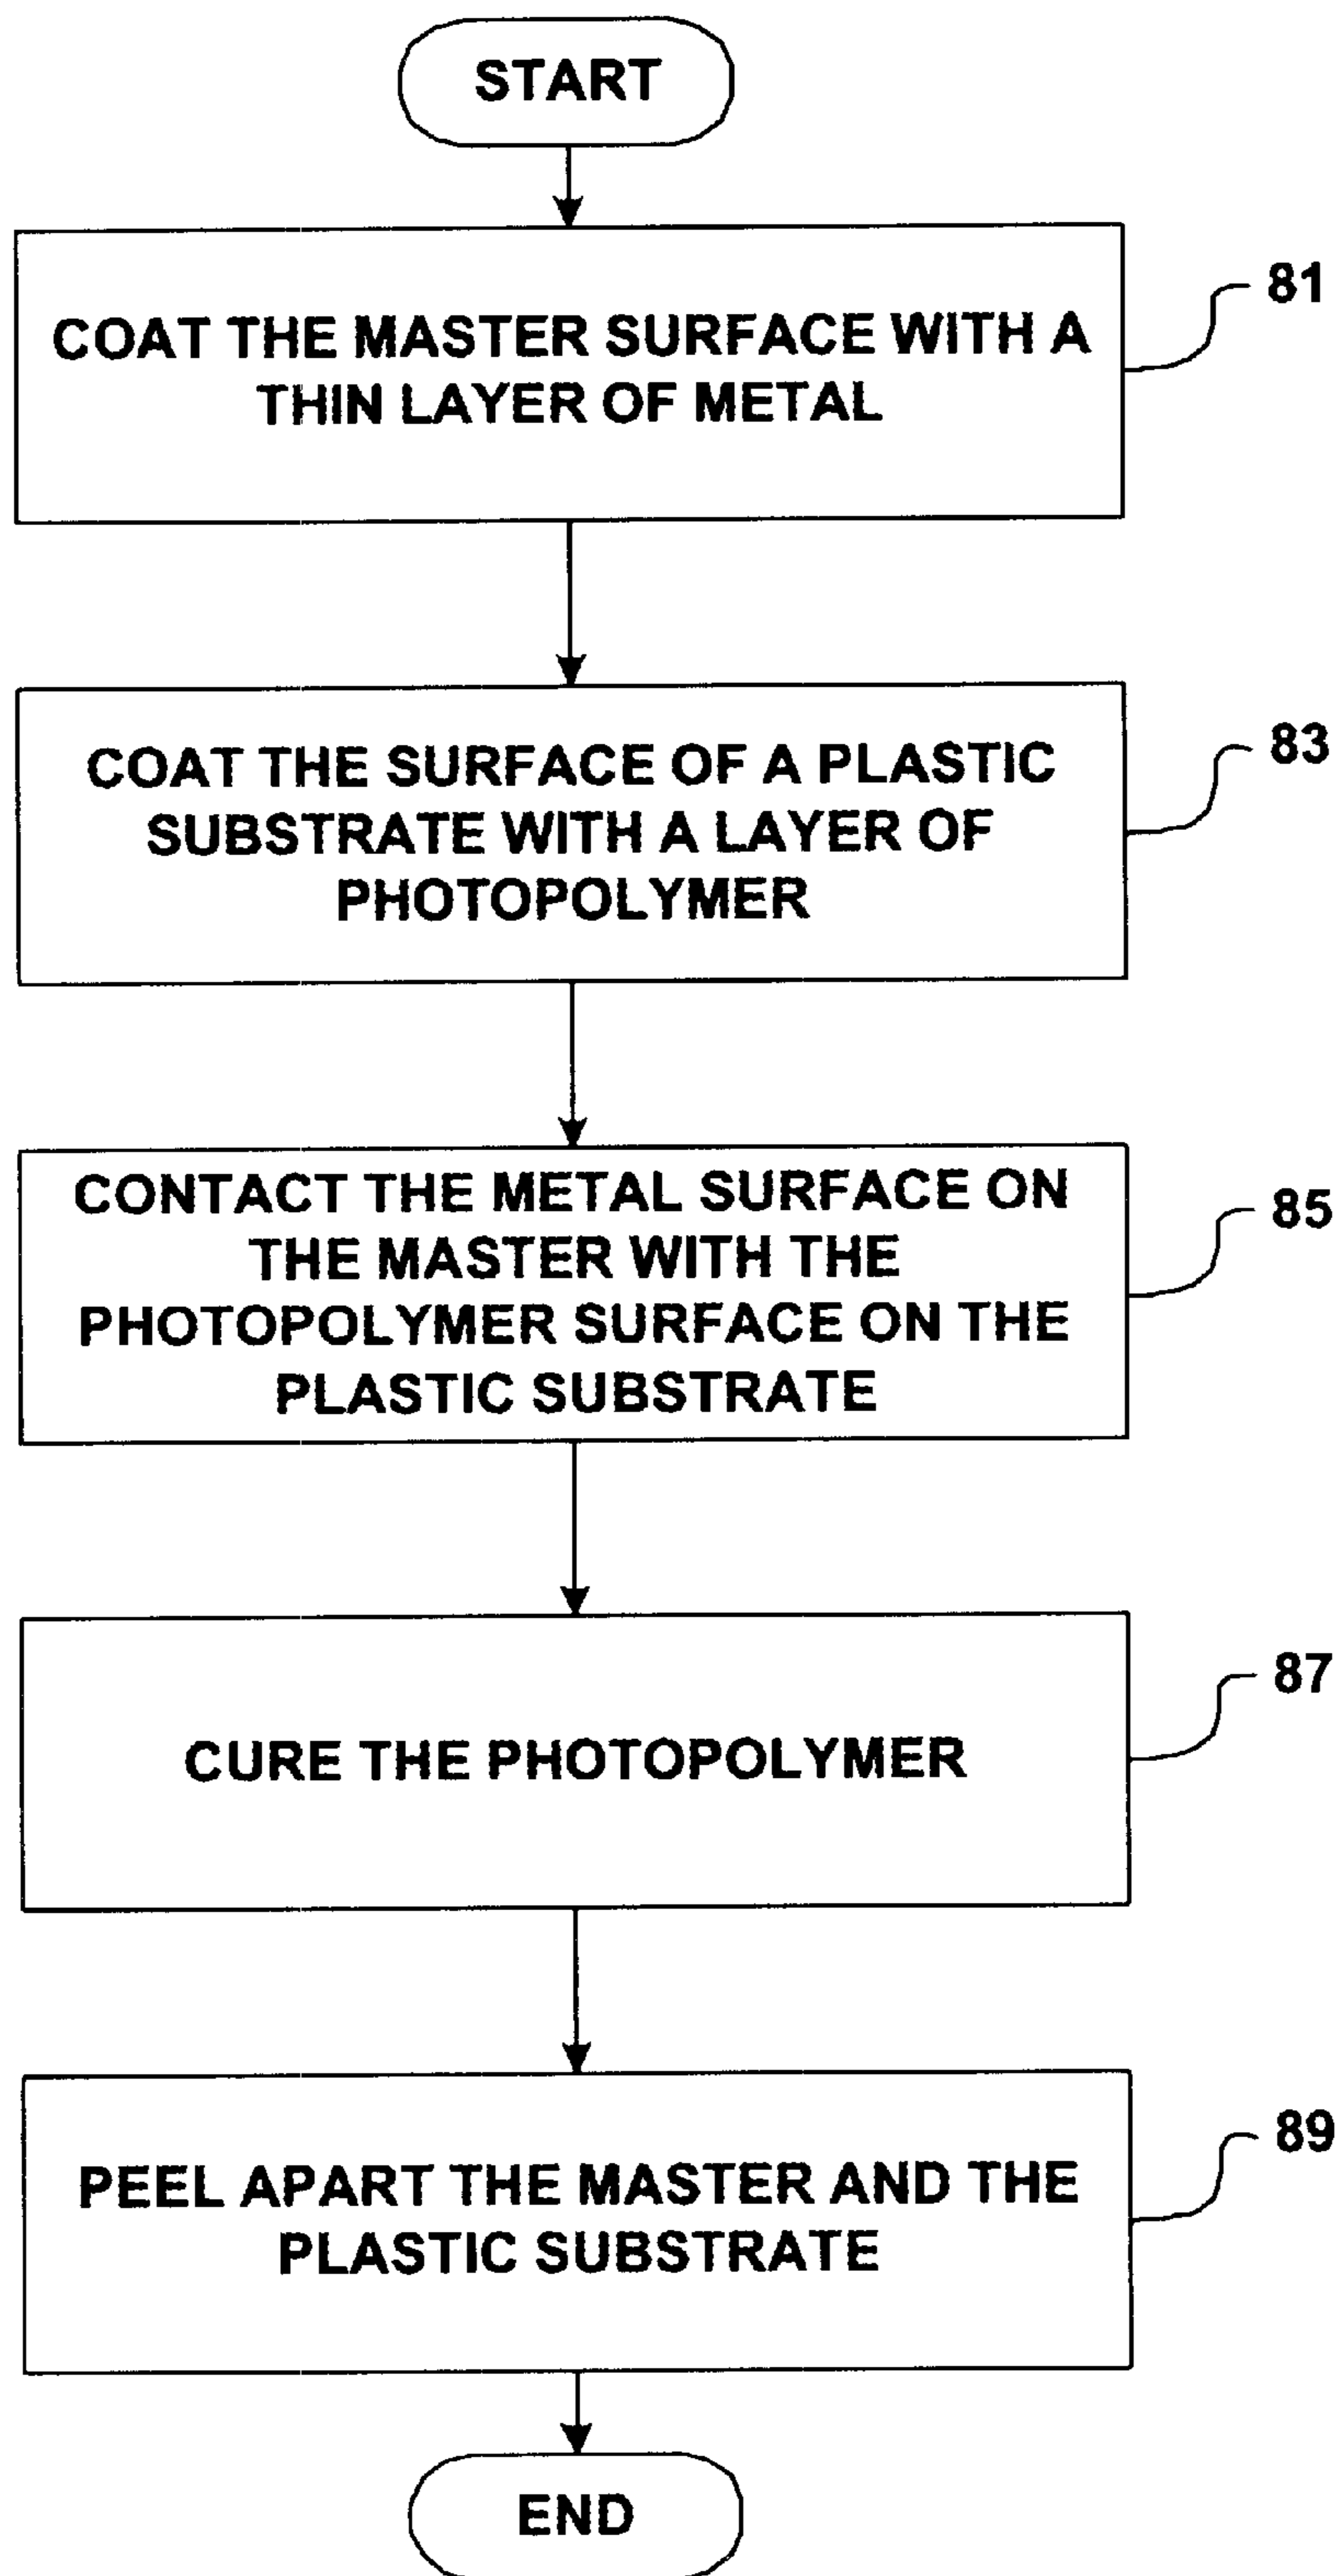 START
COAT THE MASTER SURFACE WITH A
THIN LAYER OF METAL
81
COAT THE SURFACE OF A PLASTIC
SUBSTRATE WITH A LAYER OF
PHOTOPOLYMER
83
CONTACT THE METAL SURFACE ON
THE MASTER WITH THE
PHOTOPOLYMER SURFACE ON THE
PLASTIC SUBSTRATE
85
CURE THE PHOTOPOLYMER
87
PEEL APART THE MASTER AND THE
PLASTIC SUBSTRATE
89
END